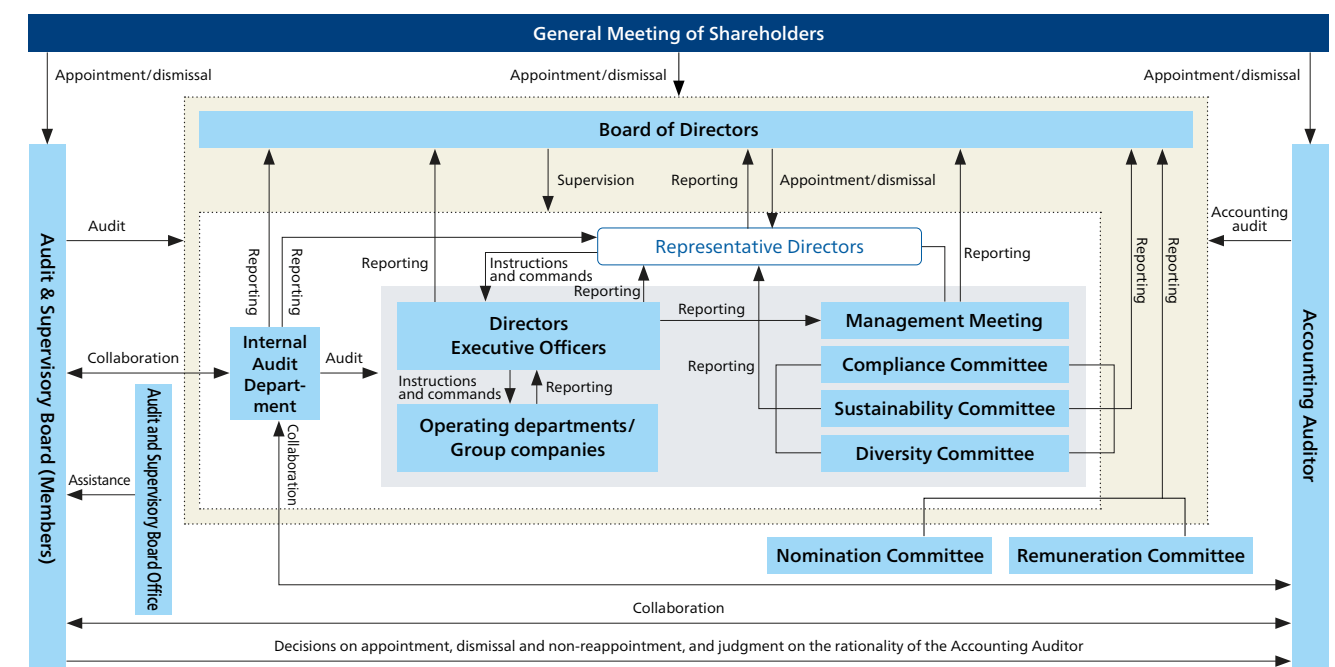 General Meeting of Shareholders
Appointment/dismissal
Appointment/dismissal
Appointment/dismissal
Board of Directors
Supervision
Reporting
Appointment/dismissal
Audit
Accounting
audit
Representative Directors
Reporting
Reporting
Reporting
Instructions
and commands
Reporting
Reporting
Reporting
Reporting
Audit & Supervisory Board (Members)
Accounting Auditor
Directors
Executive Officers
Reporting
Management Meeting
Internal
Audit
Depart-
ment
Collaboration
Audit
Reporting
Compliance Committee
Instructions
and commands
Reporting
Sustainability Committee
Operating departments/
Group companies
Diversity Committee
Collaboration
Audit and Supervisory Board Office
Assistance
Nomination Committee
Remuneration Committee
Collaboration
Decisions on appointment, dismissal and non-reappointment, and judgment on the rationality of the Accounting Auditor